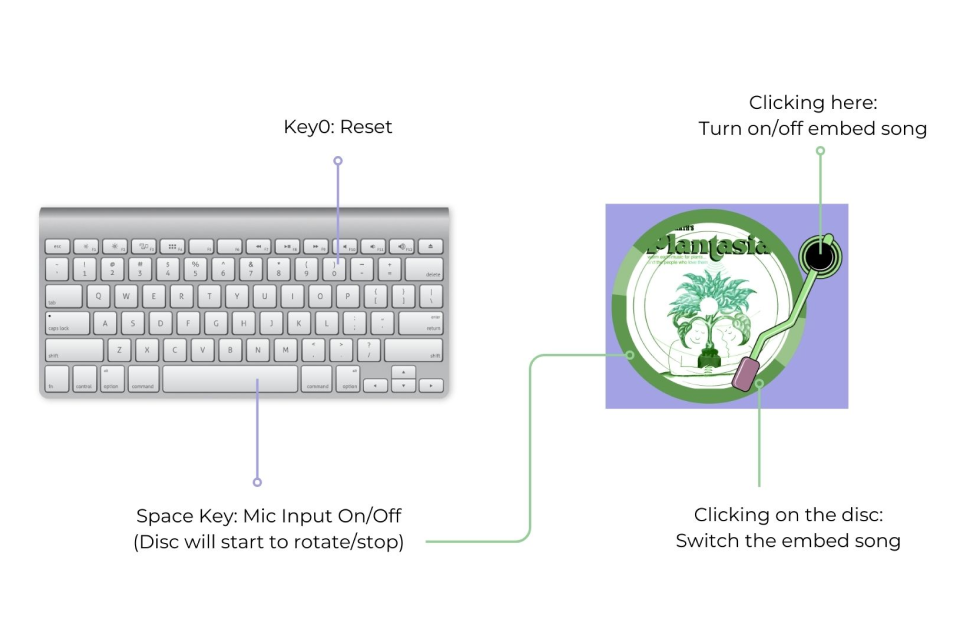 Clicking here:
Turn on/off embed song
Key0: Reset
esc F1 F2 F3 F4 F5 F6 F7 F8 F9 F10 F11 F12
~ ! @ # $ % ^ & * ( ) _ +
1 2 3 4 5 6 7 8 9 0 - = delete
tab Q W E R T Y U I O P { [ } ] | \
caps lock A S D F G H J K L : ; enter return
shift Z X C V B N M < , > . ? / shift
fn control alt option command command alt option
Plantasia
Space Key: Mic Input On/Off
(Disc will start to rotate/stop)
Clicking on the disc:
Switch the embed song